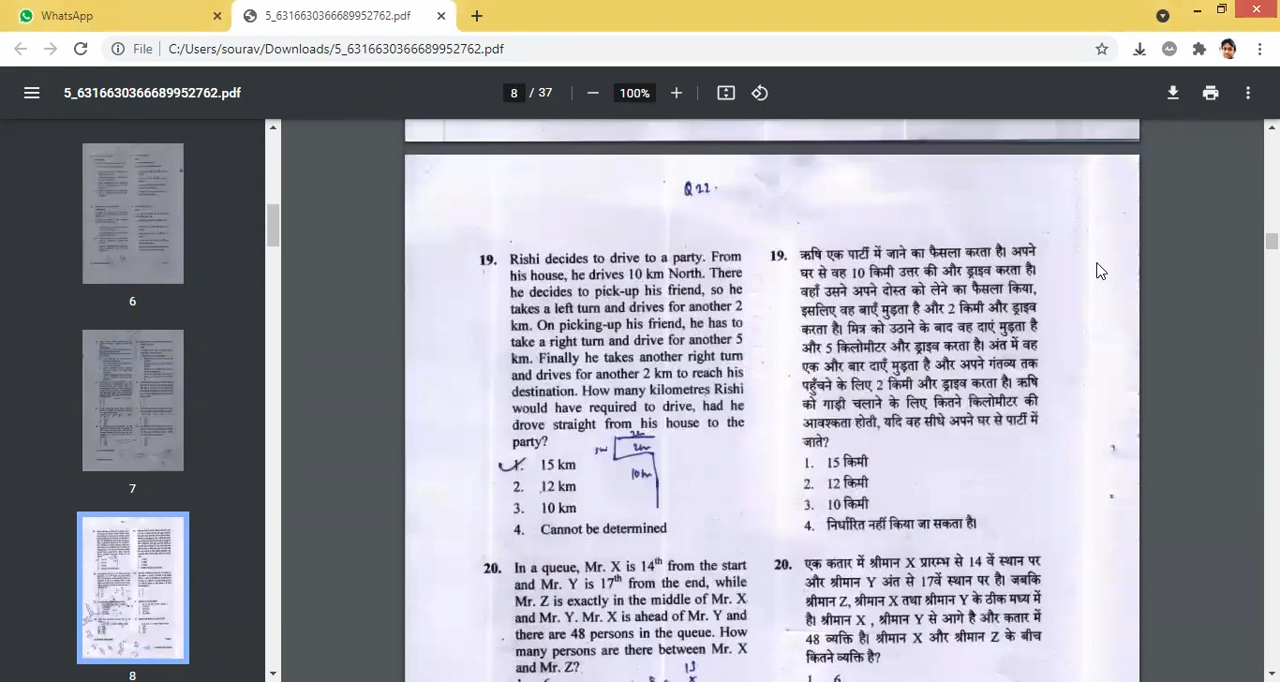 WhatsApp
5_6316630366689952762.pdf
File
C:/Users/sourav/Downloads/5_6316630366689952762.pdf
5_6316630366689952762.pdf
8 / 37
100%
6
7
8
Q22.
19. Rishi decides to drive to a party. From
his house, he drives 10 km North. There
he decides to pick-up his friend, so he
takes a left turn and drives for another 2
km. On picking-up his friend, he has to
take a right turn and drive for another 5
km. Finally he takes another right turn
and drives for another 2 km to reach his
destination. How many kilometres Rishi
would have required to drive, had he
drove straight from his house to the
party?
1. 15 km
2. 12 km
3. 10 km
4. Cannot be determined
20. In a queue, Mr. X is 14th from the start
and Mr. Y is 17th from the end, while
Mr. Z is exactly in the middle of Mr. X
and Mr. Y. Mr. X is ahead of Mr. Y and
there are 48 persons in the queue. How
many persons are there between Mr. X
and Mr. Z?
19. ऋषि एक पार्टी में जाने का फैसला करता है। अपने
घर से वह 10 किमी उत्तर की और ड्राइव करता है।
वहाँ उसने अपने दोस्त को लेने का फैसला किया,
इसलिए वह बाएँ मुड़ता है और 2 किमी और ड्राइव
करता है। मित्र को उठाने के बाद वह दाएं मुड़ता है
और 5 किलोमीटर और ड्राइव करता है। अंत में वह
एक और बार दाएँ मुड़ता है और अपने गंतव्य तक
पहुँचने के लिए 2 किमी और ड्राइव करता है। ऋषि
को गाड़ी चलाने के लिए कितने किलोमीटर की
आवश्यकता होती, यदि वह सीधे अपने घर से पार्टी में
जाते?
1. 15 किमी
2. 12 किमी
3. 10 किमी
4. निर्धारित नहीं किया जा सकता है।
20. एक कतार में श्रीमान X प्रारम्भ से 14 वें स्थान पर
और श्रीमान Y अंत से 17वें स्थान पर है। जबकि
श्रीमान Z, श्रीमान X तथा श्रीमान Y के ठीक मध्य में
है। श्रीमान X , श्रीमान Y से आगे है और कतार में
48 व्यक्ति है। श्रीमान X और श्रीमान Z के बीच
कितने व्यक्ति है?
1. 6